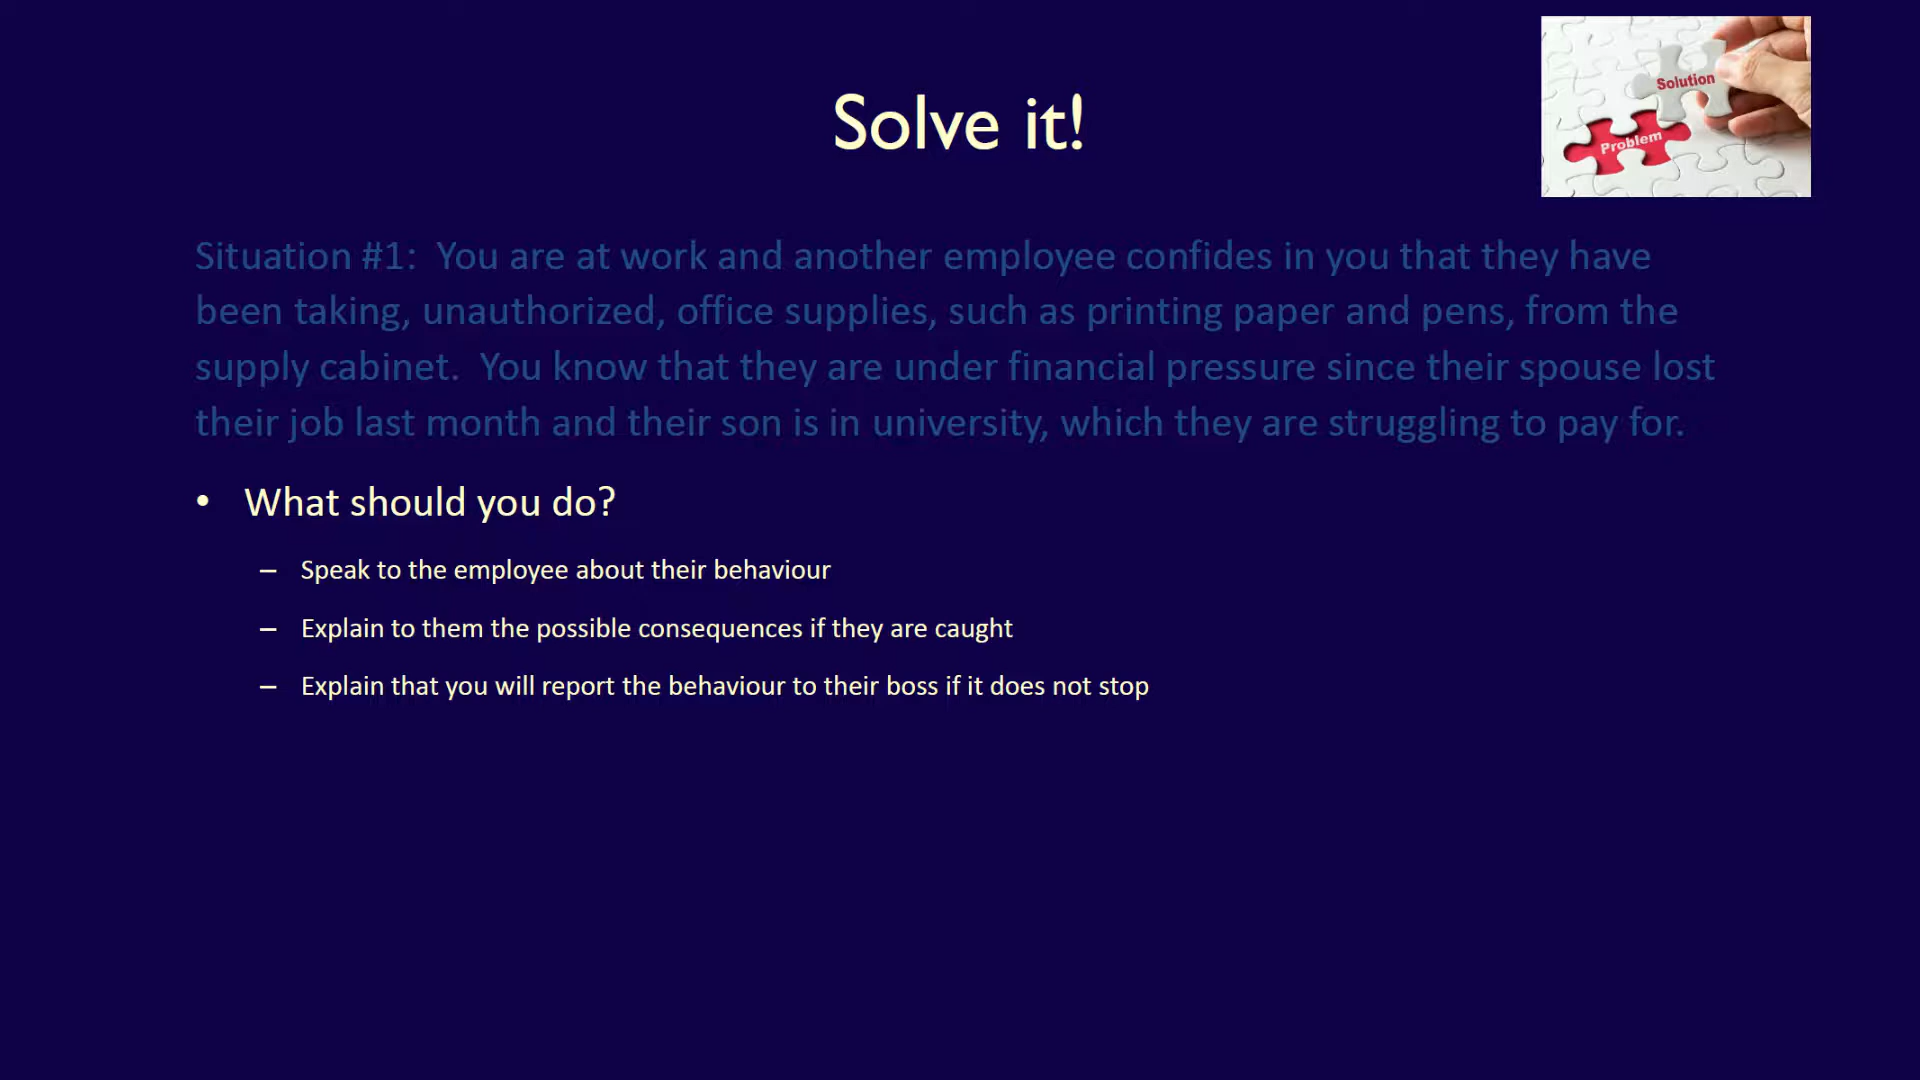 Solution
Problem
Solve it!
Situation #1:  You are at work and another employee confides in you that they have
been taking, unauthorized, office supplies, such as printing paper and pens, from the
supply cabinet.  You know that they are under financial pressure since their spouse lost
their job last month and their son is in university, which they are struggling to pay for.
• What should you do?
– Speak to the employee about their behaviour
– Explain to them the possible consequences if they are caught
– Explain that you will report the behaviour to their boss if it does not stop